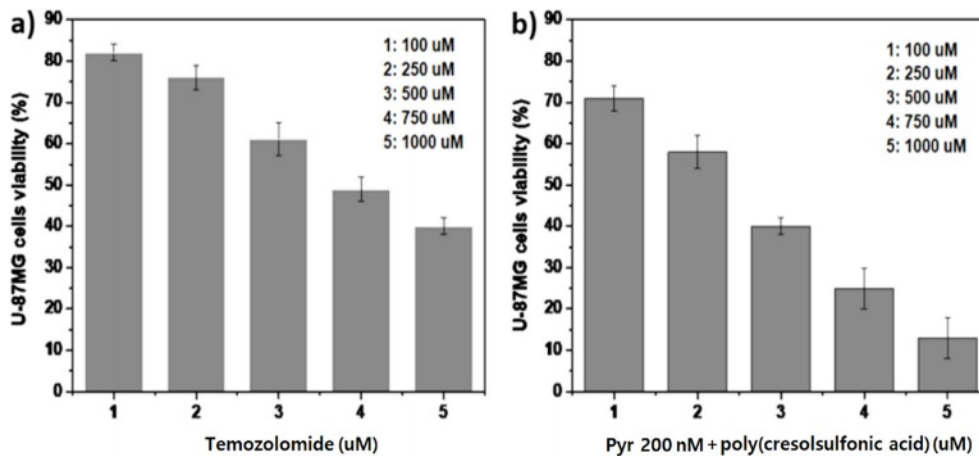 a)
90
80
70
60
50
40
30
20
10
0
U-87MG cells viability (%)
1: 100 uM
2: 250 uM
3: 500 uM
4: 750 uM
5: 1000 uM
1 2 3 4 5
Temozolomide (uM)
b)
90
80
70
60
50
40
30
20
10
0
U-87MG cells viability (%)
1: 100 uM
2: 250 uM
3: 500 uM
4: 750 uM
5: 1000 uM
1 2 3 4 5
Pyr 200 nM + poly(cresolsulfonic acid) (uM)